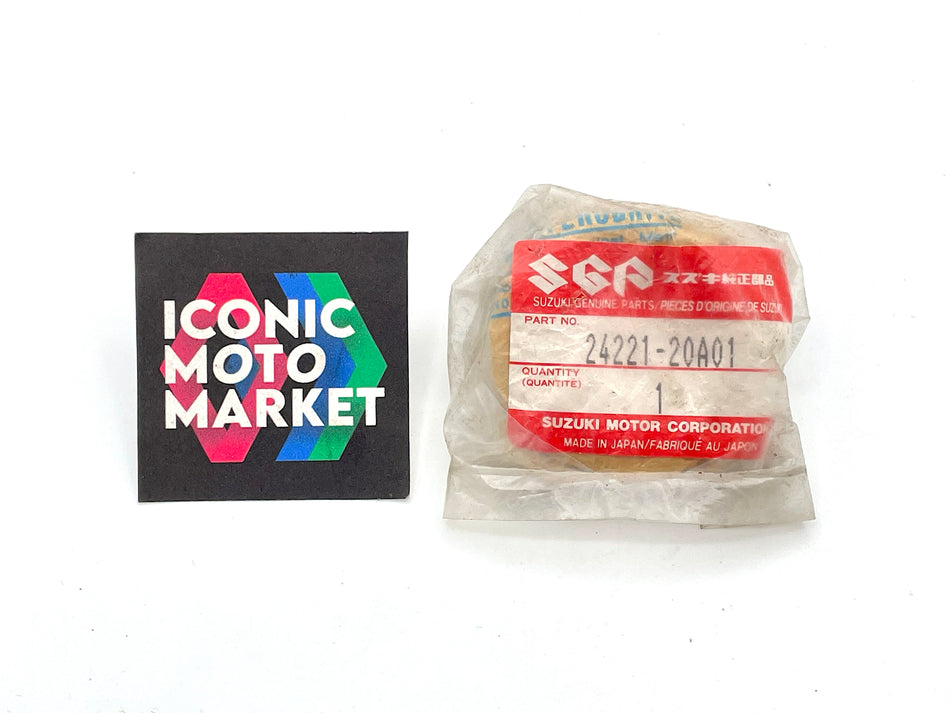 ICONIC
MOTO
MARKET
SGP スズキ純正部品
SUZUKI GENUINE PARTS/PIECES D'ORIGINE DE SUZUKI
PART NO.
24221-20A01
QUANTITY
(QUANTITÉ)
1
SUZUKI MOTOR CORPORATION
MADE IN JAPAN/FABRIQUÉ AU JAPON